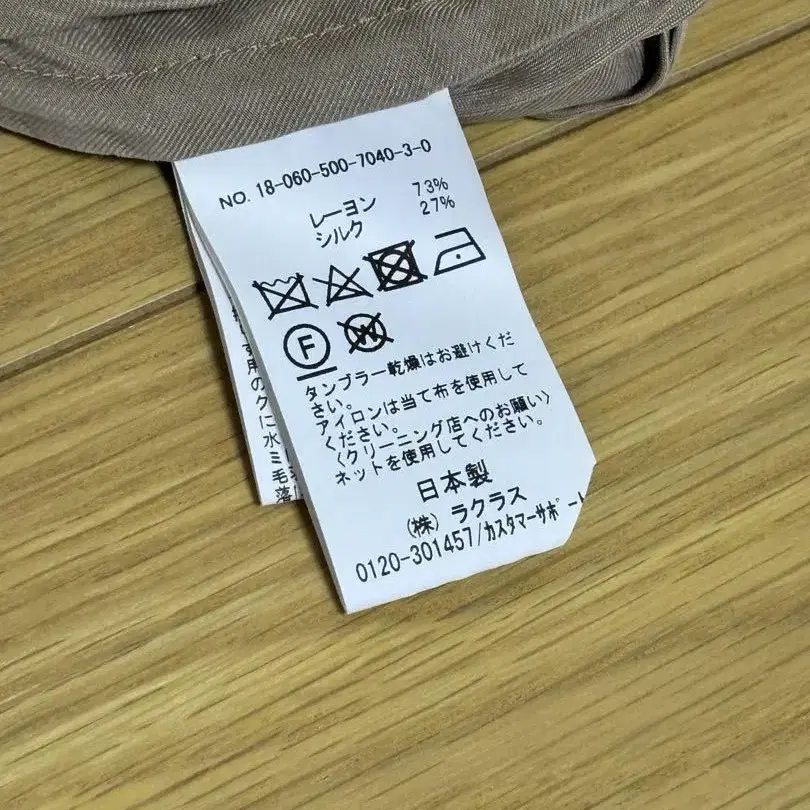 NO. 18-060-500-7040-3-0
レーヨン 73%
シルク 27%
F
W
タンブラー乾燥はお避けくだ
さい。
アイロンは当て布を使用して
ください。
〈クリーニング店へのお願い〉
ネットを使用してください。
日本製
(株) ラクラス
0120-301457/カスタマーサポート